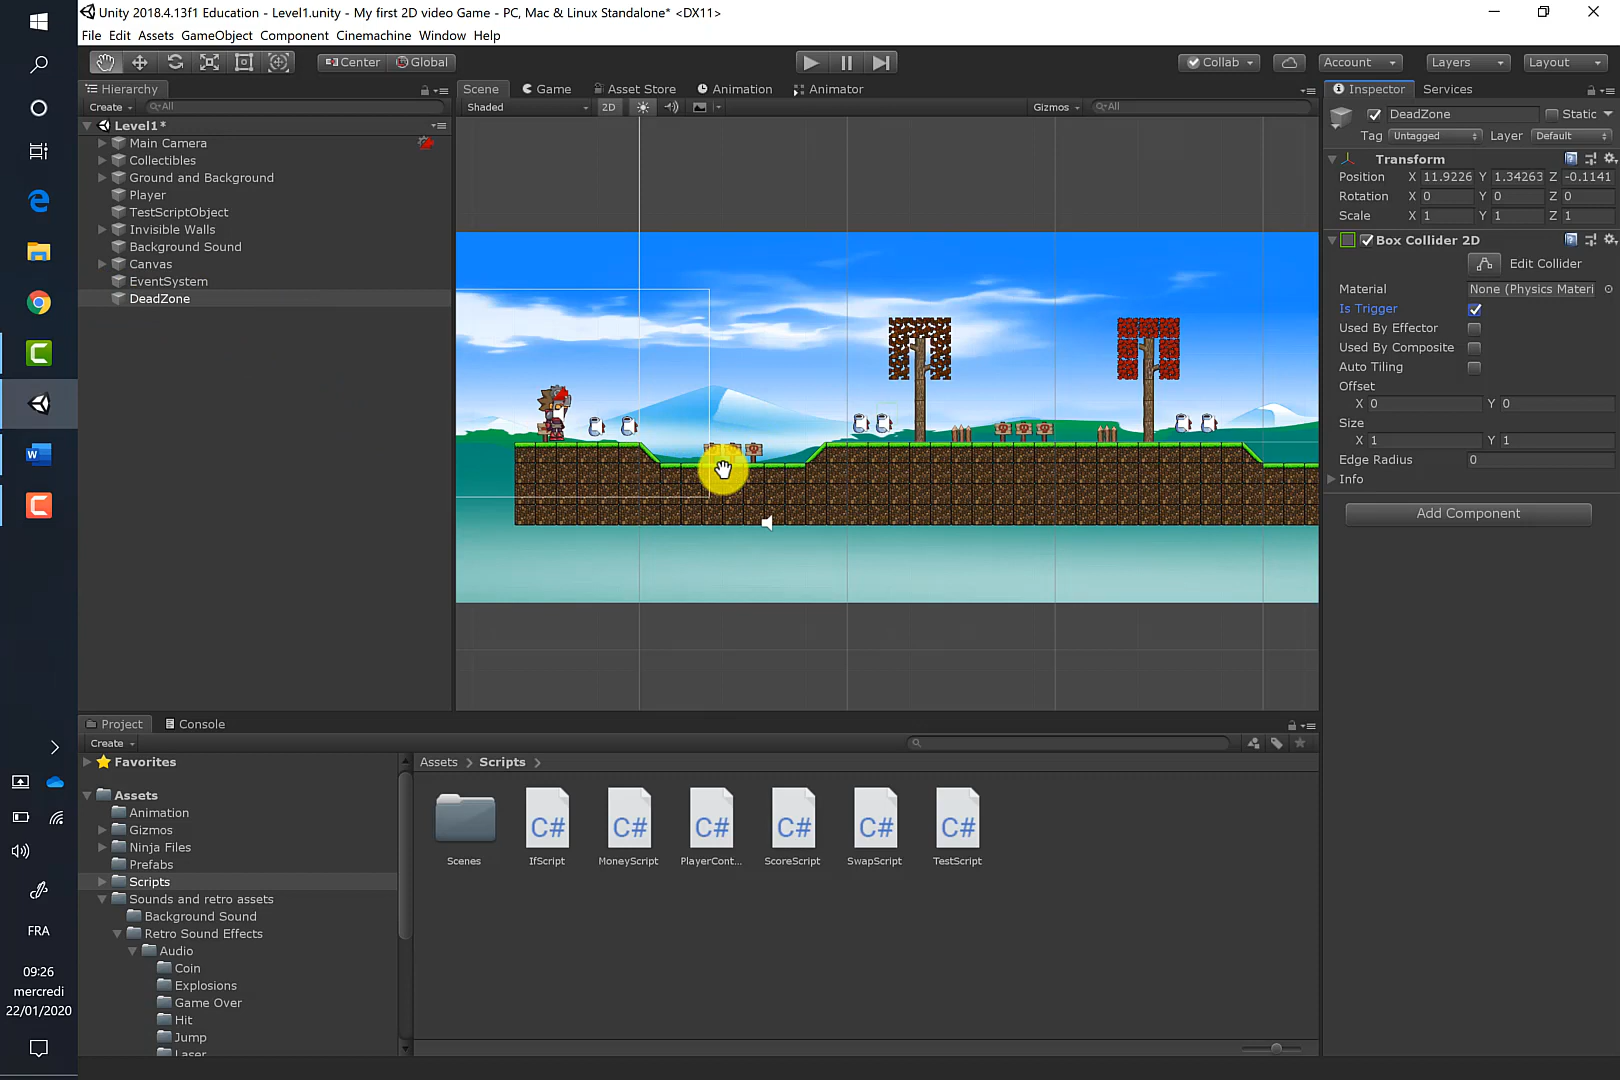 Unity 2018.4.13f1 Education - Level1.unity - My first 2D video Game - PC, Mac & Linux Standalone* <DX11>
File Edit Assets GameObject Component Cinemachine Window Help
Center Global Collab Account Layers Layout
Hierarchy
Create All
Level1*
Main Camera
Collectibles
Ground and Background
Player
TestScriptObject
Invisible Walls
Background Sound
Canvas
EventSystem
DeadZone
Scene Game Asset Store Animation Animator
Shaded 2D Gizmos All
Inspector Services
DeadZone Static
Tag Untagged Layer Default
Transform
Position X 11.9226 Y 1.34263 Z -0.1141
Rotation X 0 Y 0 Z 0
Scale X 1 Y 1 Z 1
Box Collider 2D
Edit Collider
Material None (Physics Materi
Is Trigger
Used By Effector
Used By Composite
Auto Tiling
Offset
X 0 Y 0
Size
X 1 Y 1
Edge Radius 0
Info
Add Component
Project Console
Create
Favorites
Assets
Animation
Gizmos
Ninja Files
Prefabs
Scripts
Sounds and retro assets
Background Sound
Retro Sound Effects
Audio
Coin
Explosions
Game Over
Hit
Jump
Laser
Assets > Scripts >
C# C# C# C# C# C#
Scenes IfScript MoneyScript PlayerCont... ScoreScript SwapScript TestScript
W
FRA
09:26
mercredi
22/01/2020